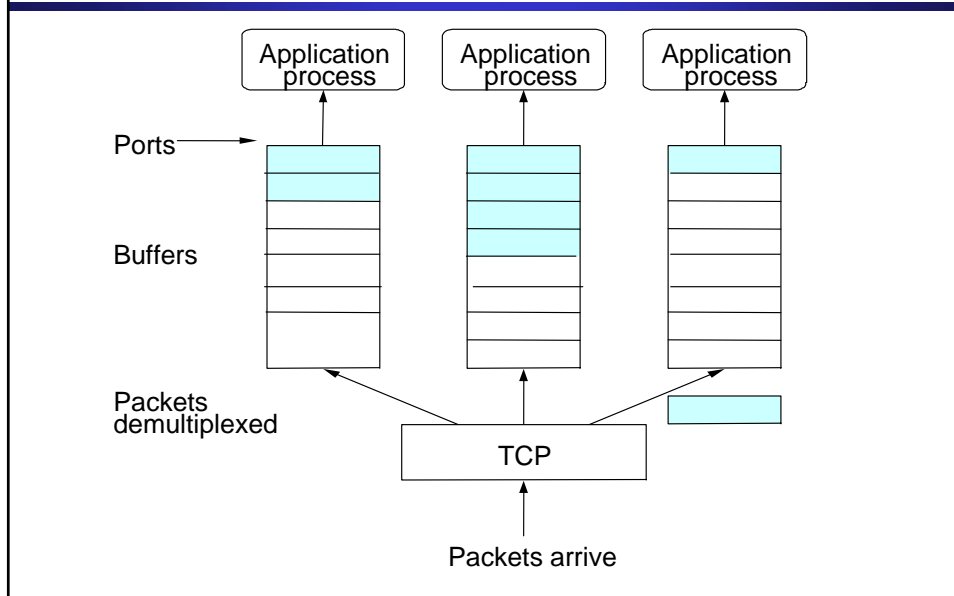 Application
process
Application
process
Application
process
Ports
Buffers
Packets
demultiplexed
TCP
Packets arrive